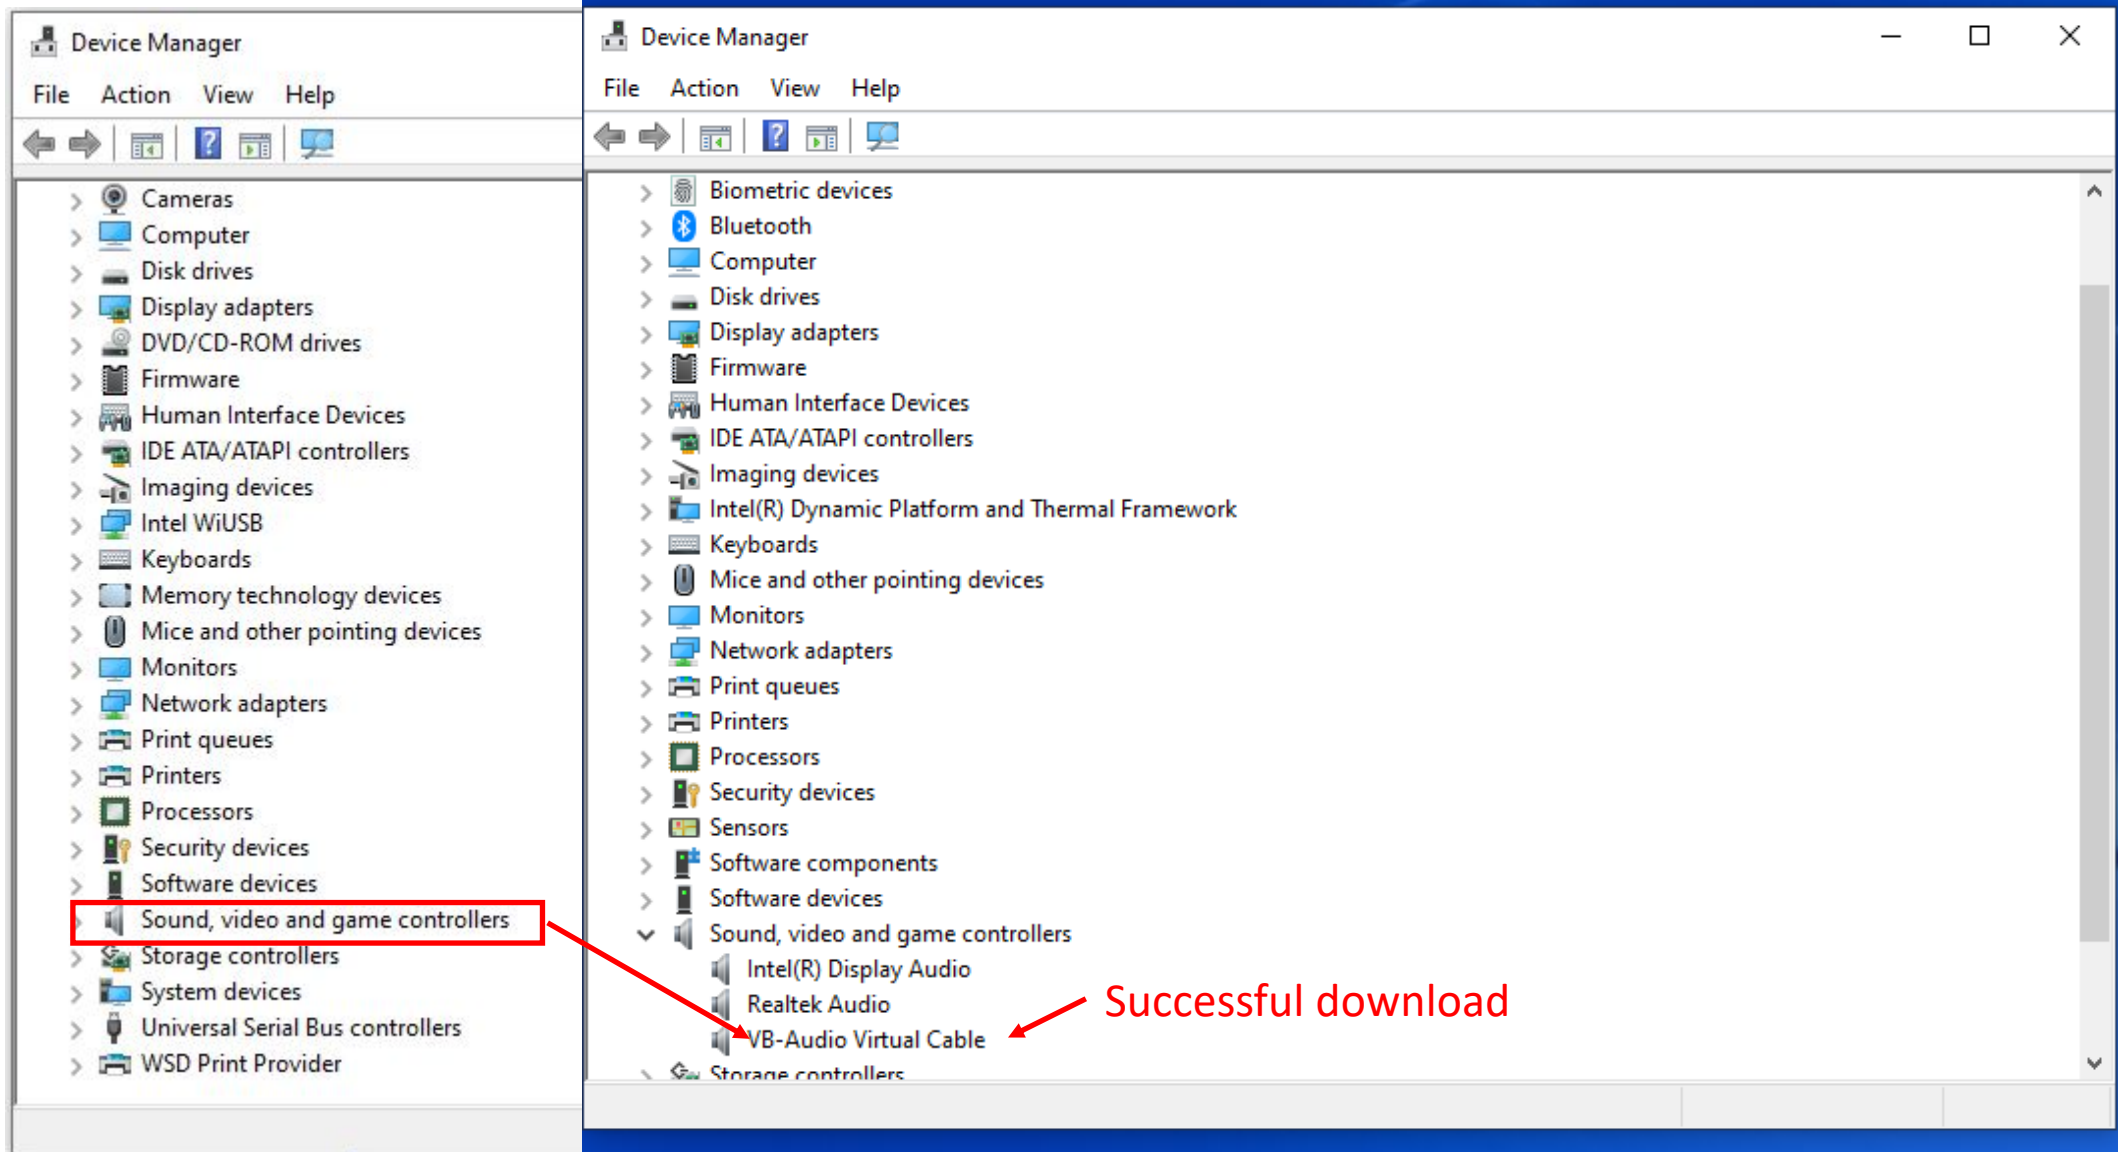 Device Manager
File Action View Help
Cameras
Computer
Disk drives
Display adapters
DVD/CD-ROM drives
Firmware
Human Interface Devices
IDE ATA/ATAPI controllers
Imaging devices
Intel WiUSB
Keyboards
Memory technology devices
Mice and other pointing devices
Monitors
Network adapters
Print queues
Printers
Processors
Security devices
Software devices
Sound, video and game controllers
Storage controllers
System devices
Universal Serial Bus controllers
WSD Print Provider
Device Manager
File Action View Help
Biometric devices
Bluetooth
Computer
Disk drives
Display adapters
Firmware
Human Interface Devices
IDE ATA/ATAPI controllers
Imaging devices
Intel(R) Dynamic Platform and Thermal Framework
Keyboards
Mice and other pointing devices
Monitors
Network adapters
Print queues
Printers
Processors
Security devices
Sensors
Software components
Software devices
Sound, video and game controllers
Intel(R) Display Audio
Realtek Audio
VB-Audio Virtual Cable
Storage controllers
Successful download